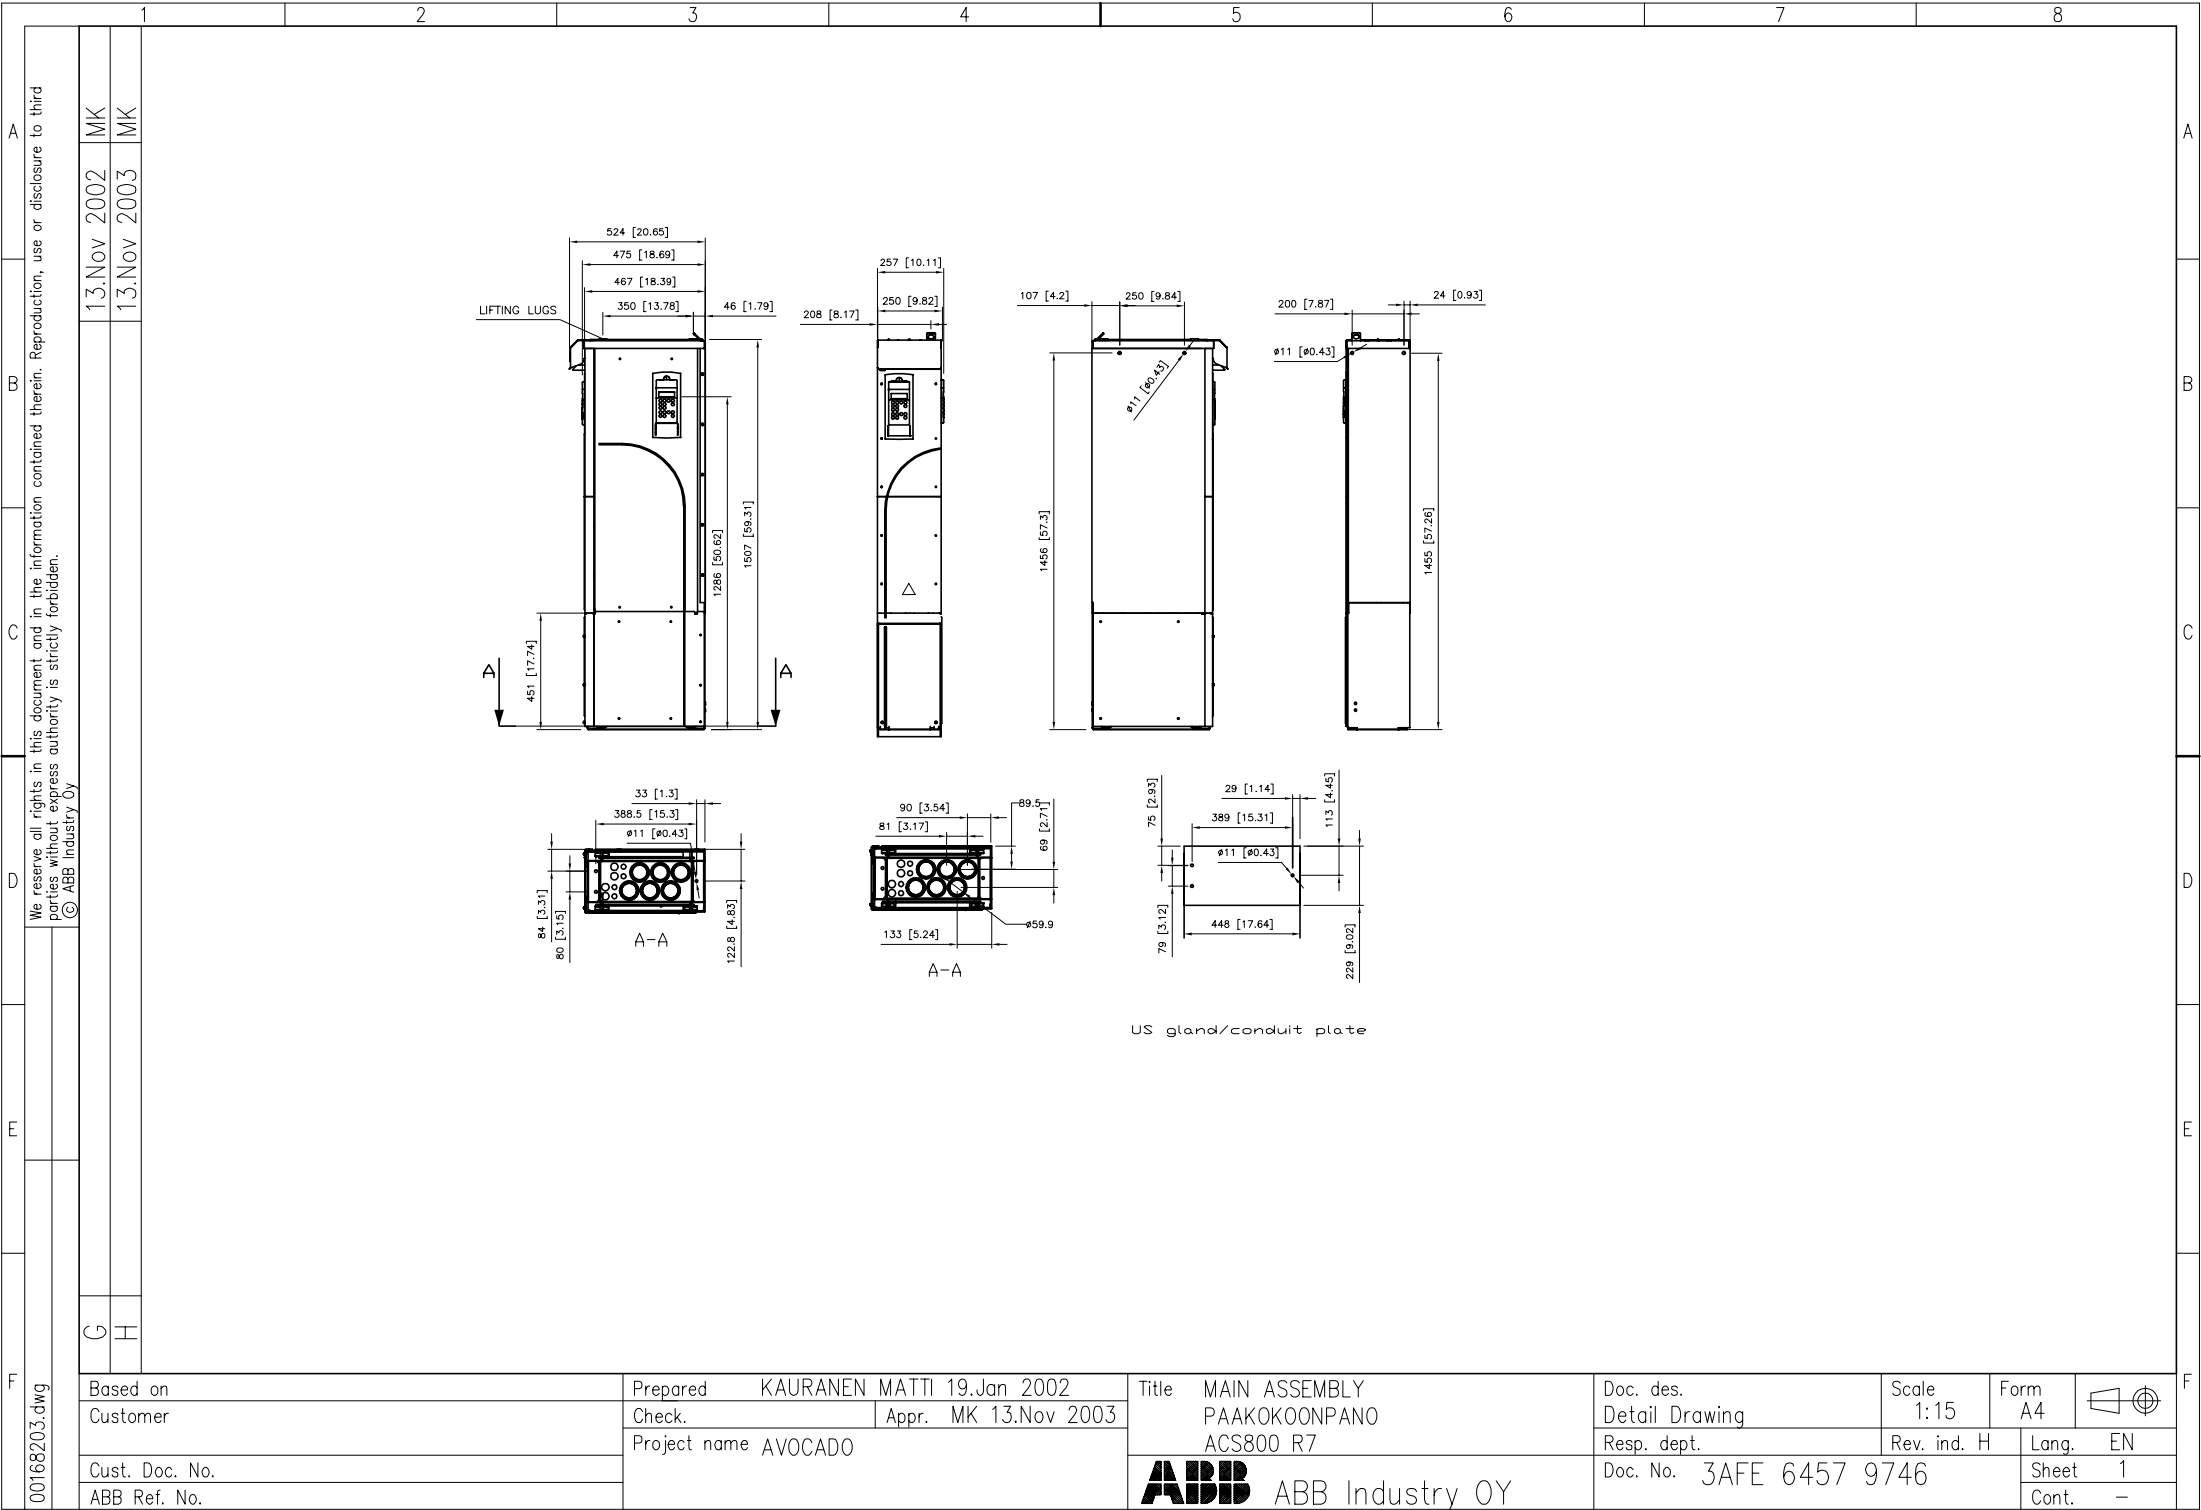 1 2 3 4 5 6 7 8
A
B
C
D
E
F
A
B
C
D
E
F
We reserve all rights in this document and in the information contained therein. Reproduction, use or disclosure to third
parties without express authority is strictly forbidden.
© ABB Industry Oy
00168203.dwg
G 13.Nov 2002 MK
H 13.Nov 2003 MK
524 [20.65]
475 [18.69]
467 [18.39]
350 [13.78]
46 [1.79]
LIFTING LUGS
1507 [59.31]
1286 [50.62]
451 [17.74]
A
A
257 [10.11]
250 [9.82]
208 [8.17]
107 [4.2]
250 [9.84]
ø11 [ø0.43]
1456 [57.3]
200 [7.87]
24 [0.93]
ø11 [ø0.43]
1455 [57.26]
33 [1.3]
388.5 [15.3]
ø11 [ø0.43]
84 [3.31]
80 [3.15]
122.8 [4.83]
A-A
90 [3.54]
81 [3.17]
89.5
69 [2.71]
ø59.9
133 [5.24]
A-A
75 [2.93]
29 [1.14]
113 [4.45]
389 [15.31]
ø11 [ø0.43]
79 [3.12]
448 [17.64]
229 [9.02]
US gland/conduit plate
Based on
Customer
Cust. Doc. No.
ABB Ref. No.
Prepared KAURANEN MATTI 19.Jan 2002
Check.
Appr. MK 13.Nov 2003
Project name AVOCADO
Title MAIN ASSEMBLY
PAAKOKOONPANO
ACS800 R7
ABB ABB Industry OY
Doc. des.
Detail Drawing
Resp. dept.
Doc. No. 3AFE 6457 9746
Scale
1:15
Form
A4
Rev. ind. H
Lang. EN
Sheet 1
Cont. -